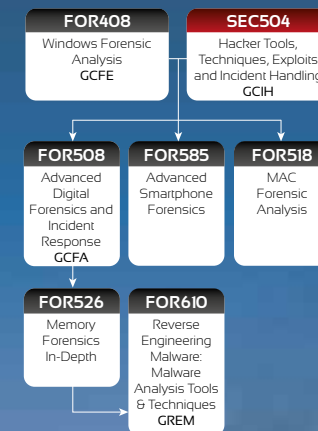 FOR408
Windows Forensic
Analysis
GCFE
SEC504
Hacker Tools,
Techniques, Exploits
and Incident Handling
GCIH
FOR508
Advanced
Digital
Forensics and
Incident
Response
GCFA
FOR585
Advanced
Smartphone
Forensics
FOR518
MAC
Forensic
Analysis
FOR526
Memory
Forensics
In-Depth
FOR610
Reverse
Engineering
Malware:
Malware
Analysis Tools
& Techniques
GREM